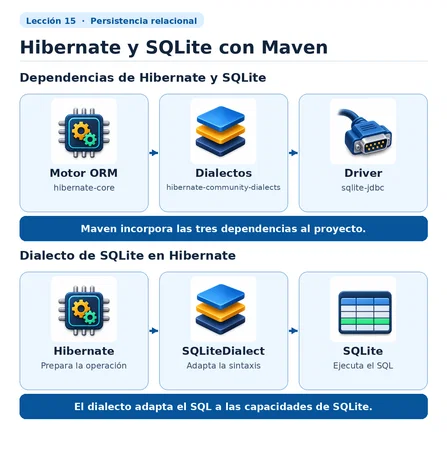 Lección 15 · Persistencia relacional
Hibernate y SQLite con Maven
Dependencias de Hibernate y SQLite
Motor ORM
hibernate-core
Dialectos
hibernate-community-dialects
Driver
sqlite-jdbc
Maven incorpora las tres dependencias al proyecto.
Dialecto de SQLite en Hibernate
Hibernate
Prepara la operación
SQLiteDialect
Adapta la sintaxis
SQLite
Ejecuta el SQL
El dialecto adapta el SQL a las capacidades de SQLite.